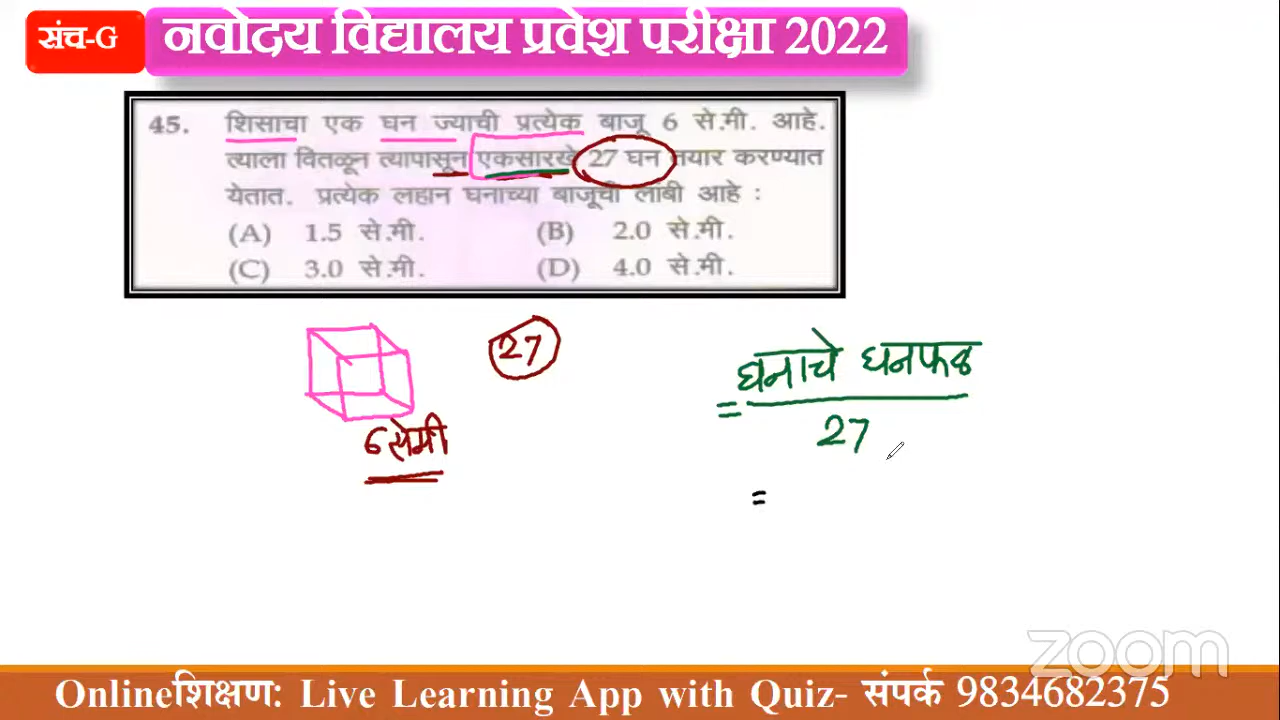 संच-G
नवोदय विद्यालय प्रवेश परीक्षा 2022
45. शिसाचा एक घन ज्याची प्रत्येक बाजू 6 से.मी. आहे.
त्याला वितळून त्यापासून एकसारखे 27 घन तयार करण्यात
येतात. प्रत्येक लहान घनाच्या बाजूची लांबी आहे :
(A) 1.5 से.मी. (B) 2.0 से.मी.
(C) 3.0 से.मी. (D) 4.0 से.मी.
27
6 सेमी
= घनाचे घनफळ
27
=
zoom
Onlineशिक्षण: Live Learning App with Quiz- संपर्क 9834682375